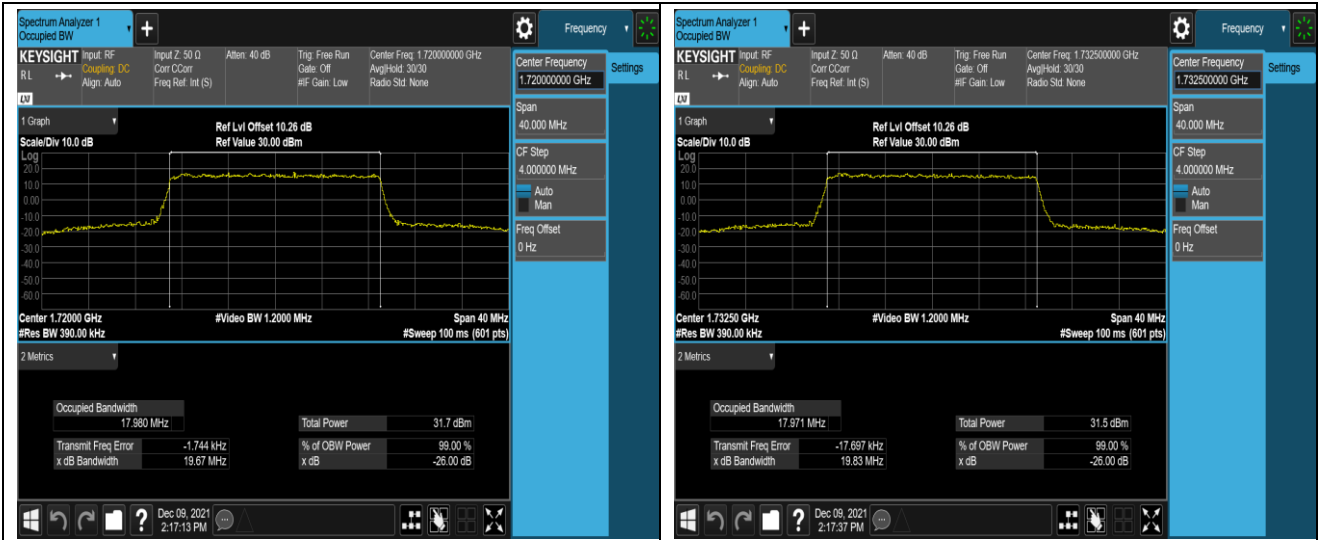 Spectrum Analyzer 1
Occupied BW
+
Frequency
KEYSIGHT
Input: RF
Coupling: DC
Align: Auto
Input Z: 50 Ω
Corr CCorr
Freq Ref: Int (S)
Atten: 40 dB
Trig: Free Run
Gate: Off
#IF Gain: Low
Center Freq: 1.720000000 GHz
Avg|Hold: 30/30
Radio Std: None
RL
LXI
Center Frequency
1.720000000 GHz
Settings
Span
40.000 MHz
CF Step
4.000000 MHz
Auto
Man
Freq Offset
0 Hz
1 Graph
Ref Lvl Offset 10.26 dB
Scale/Div 10.0 dB
Ref Value 30.00 dBm
Log
20.0
10.0
0.00
-10.0
-20.0
-30.0
-40.0
-50.0
-60.0
Center 1.72000 GHz
#Video BW 1.2000 MHz
Span 40 MHz
#Res BW 390.00 kHz
#Sweep 100 ms (601 pts)
2 Metrics
Occupied Bandwidth
17.980 MHz
Total Power 31.7 dBm
Transmit Freq Error -1.744 kHz
% of OBW Power 99.00 %
x dB Bandwidth 19.67 MHz
x dB -26.00 dB
?
Dec 09, 2021
2:17:13 PM
Spectrum Analyzer 1
Occupied BW
+
Frequency
KEYSIGHT
Input: RF
Coupling: DC
Align: Auto
Input Z: 50 Ω
Corr CCorr
Freq Ref: Int (S)
Atten: 40 dB
Trig: Free Run
Gate: Off
#IF Gain: Low
Center Freq: 1.732500000 GHz
Avg|Hold: 30/30
Radio Std: None
RL
LXI
Center Frequency
1.732500000 GHz
Settings
Span
40.000 MHz
CF Step
4.000000 MHz
Auto
Man
Freq Offset
0 Hz
1 Graph
Ref Lvl Offset 10.26 dB
Scale/Div 10.0 dB
Ref Value 30.00 dBm
Log
20.0
10.0
0.00
-10.0
-20.0
-30.0
-40.0
-50.0
-60.0
Center 1.73250 GHz
#Video BW 1.2000 MHz
Span 40 MHz
#Res BW 390.00 kHz
#Sweep 100 ms (601 pts)
2 Metrics
Occupied Bandwidth
17.971 MHz
Total Power 31.5 dBm
Transmit Freq Error -17.697 kHz
% of OBW Power 99.00 %
x dB Bandwidth 19.83 MHz
x dB -26.00 dB
?
Dec 09, 2021
2:17:37 PM